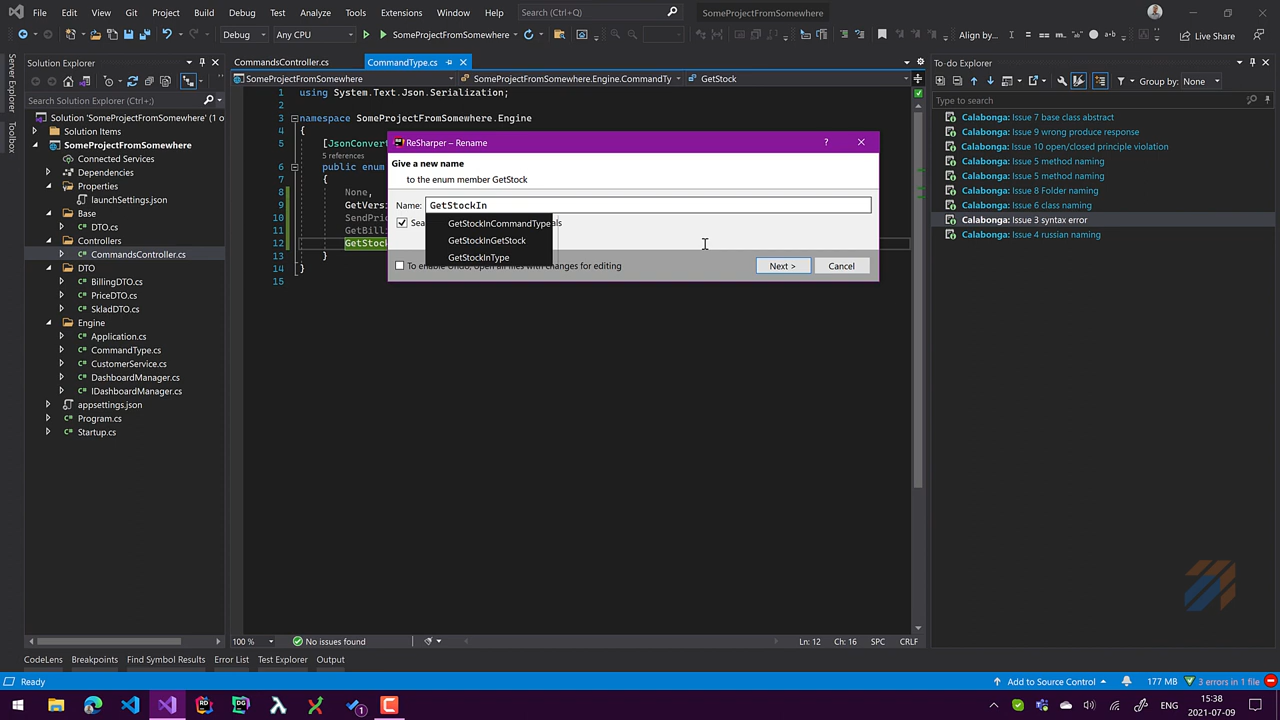 File Edit View Git Project Build Debug Test Analyze Tools Extensions Window Help Search (Ctrl+Q) SomeProjectFromSomewhere
Debug Any CPU SomeProjectFromSomewhere Align by... Live Share
Server Explorer
Toolbox
Solution Explorer
Search Solution Explorer (Ctrl+;)
Solution 'SomeProjectFromSomewhere'
Solution Items
SomeProjectFromSomewhere
Connected Services
Dependencies
Properties
launchSettings.json
Base
DTO.cs
Controllers
CommandsController.cs
DTO
BillingDTO.cs
PriceDTO.cs
SkladDTO.cs
Engine
Application.cs
CommandType.cs
CustomerService.cs
DashboardManager.cs
IDashboardManager.cs
appsettings.json
Program.cs
Startup.cs
CommandsController.cs CommandType.cs
SomeProjectFromSomewhere SomeProjectFromSomewhere.Engine.CommandTy GetStock
1 using System.Text.Json.Serialization;
2
3 namespace SomeProjectFromSomewhere.Engine
4 {
5 [JsonConvert
5 references
6 public enum
7 {
8 None,
9 GetVersi
10 SendPri
11 GetBill
12 GetStock
13 }
14 }
15
ReSharper – Rename ?
Give a new name
to the enum member GetStock
Name: GetStockIn
Sea
GetStockInCommandType als
GetStockInGetStock
GetStockInType
To enable Undo, open all files with changes for editing
Next > Cancel
100 % No issues found Ln: 12 Ch: 16 SPC CRLF
To-do Explorer
Group by: None
Type to search
Calabonga: Issue 7 base class abstract
Calabonga: Issue 9 wrong produce response
Calabonga: Issue 10 open/closed principle violation
Calabonga: Issue 5 method naming
Calabonga: Issue 5 method naming
Calabonga: Issue 8 Folder naming
Calabonga: Issue 6 class naming
Calabonga: Issue 3 syntax error
Calabonga: Issue 4 russian naming
CodeLens Breakpoints Find Symbol Results Error List Test Explorer Output
Ready Add to Source Control 177 MB 3 errors in 1 file
ENG 15:38
2021-07-09